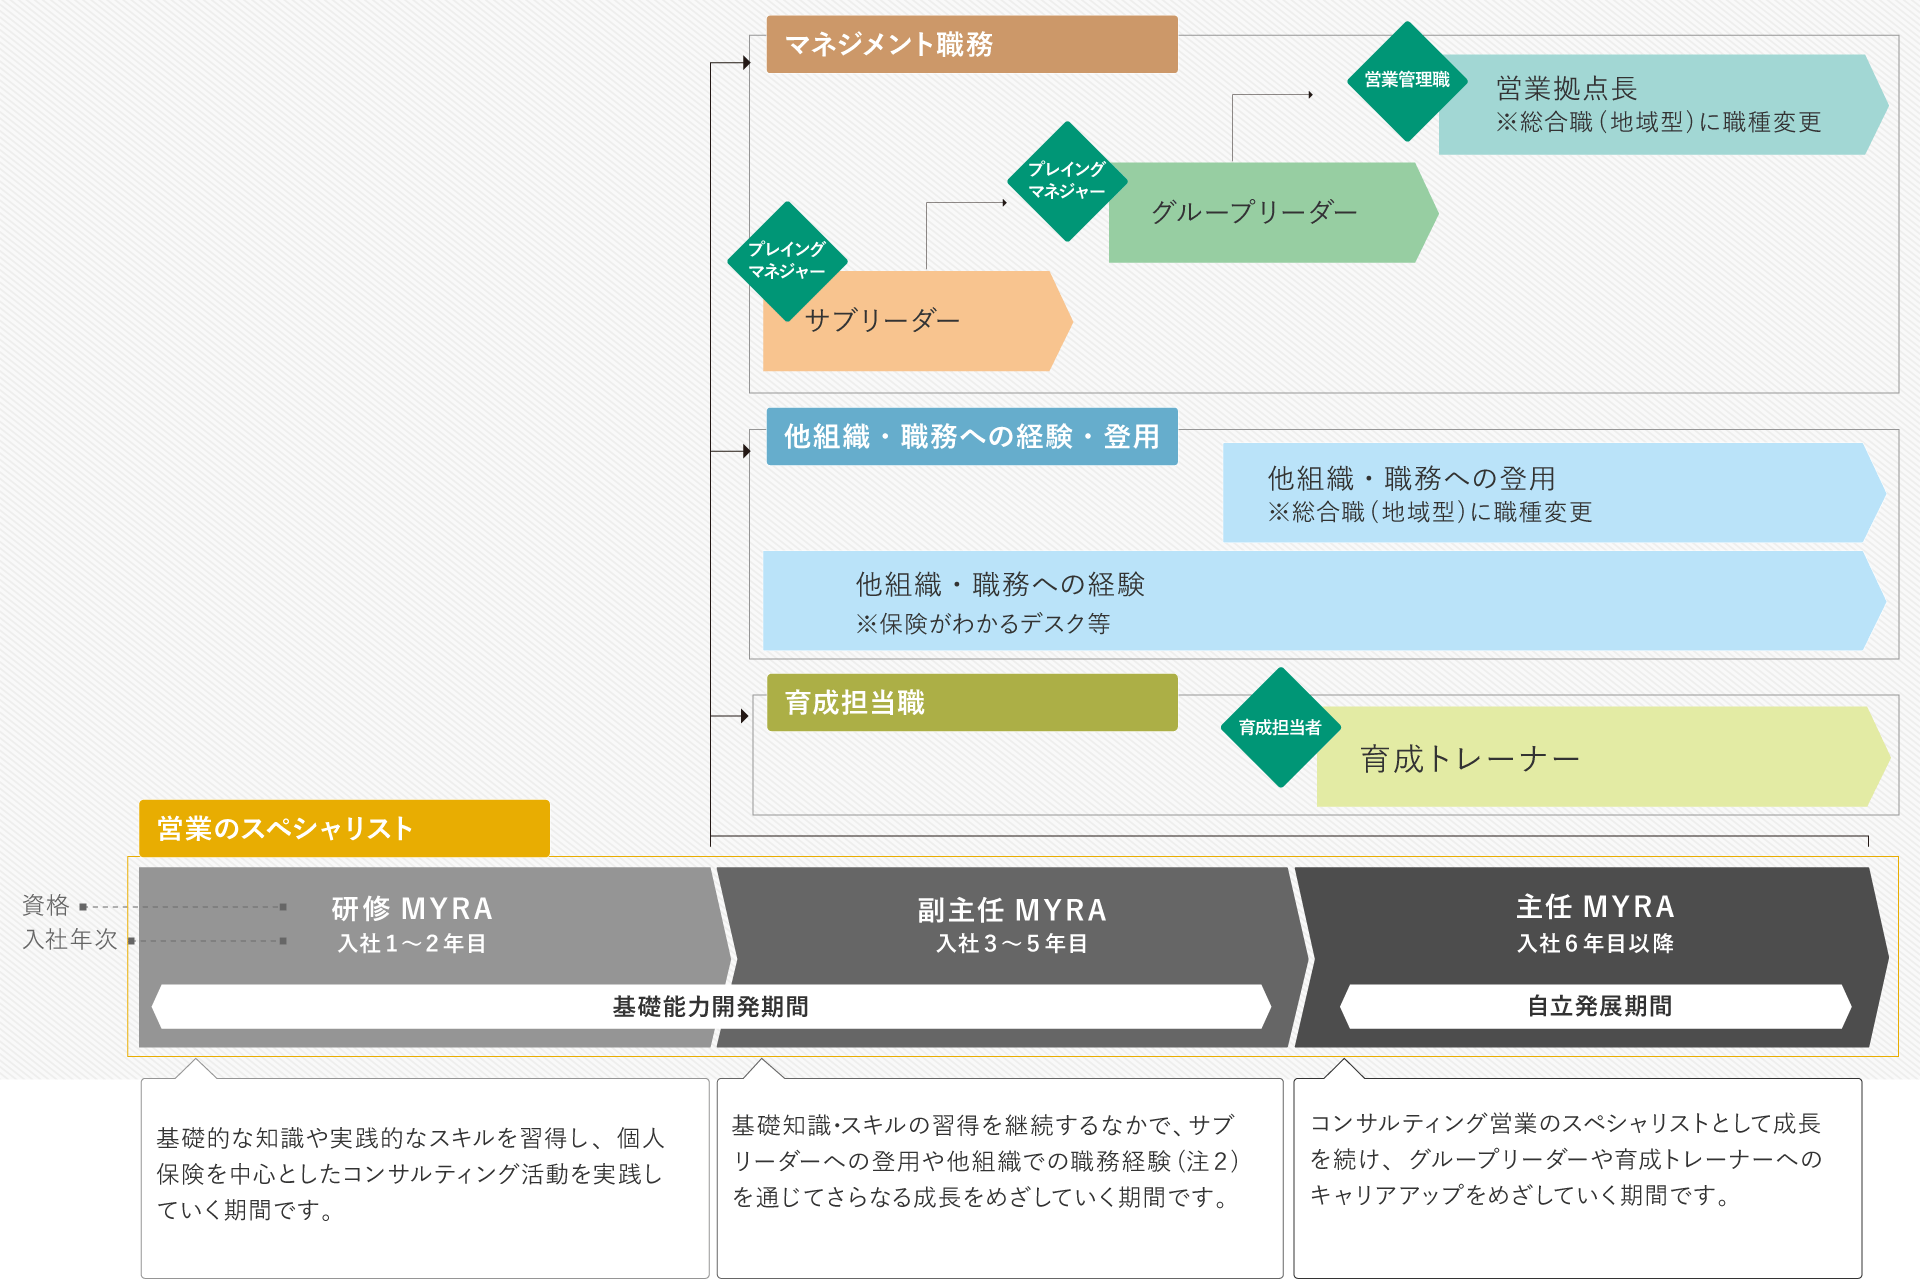 マネジメント職務
営業管理職
営業拠点長
※総合職（地域型）に職種変更
プレイング
マネジャー
グループリーダー
プレイング
マネジャー
サブリーダー
他組織・職務への経験・登用
他組織・職務への登用
※総合職（地域型）に職種変更
他組織・職務への経験
※保険がわかるデスク等
育成担当職
育成担当者
育成トレーナー
営業のスペシャリスト
資格
入社年次
研修 MYRA
入社1～2年目
副主任 MYRA
入社3～5年目
主任 MYRA
入社6年目以降
基礎能力開発期間
自立発展期間
基礎的な知識や実践的なスキルを習得し、個人
保険を中心としたコンサルティング活動を実践し
ていく期間です。
基礎知識・スキルの習得を継続するなかで、サブ
リーダーへの登用や他組織での職務経験（注2）
を通じてさらなる成長をめざしていく期間です。
コンサルティング営業のスペシャリストとして成長
を続け、グループリーダーや育成トレーナーへの
キャリアアップをめざしていく期間です。